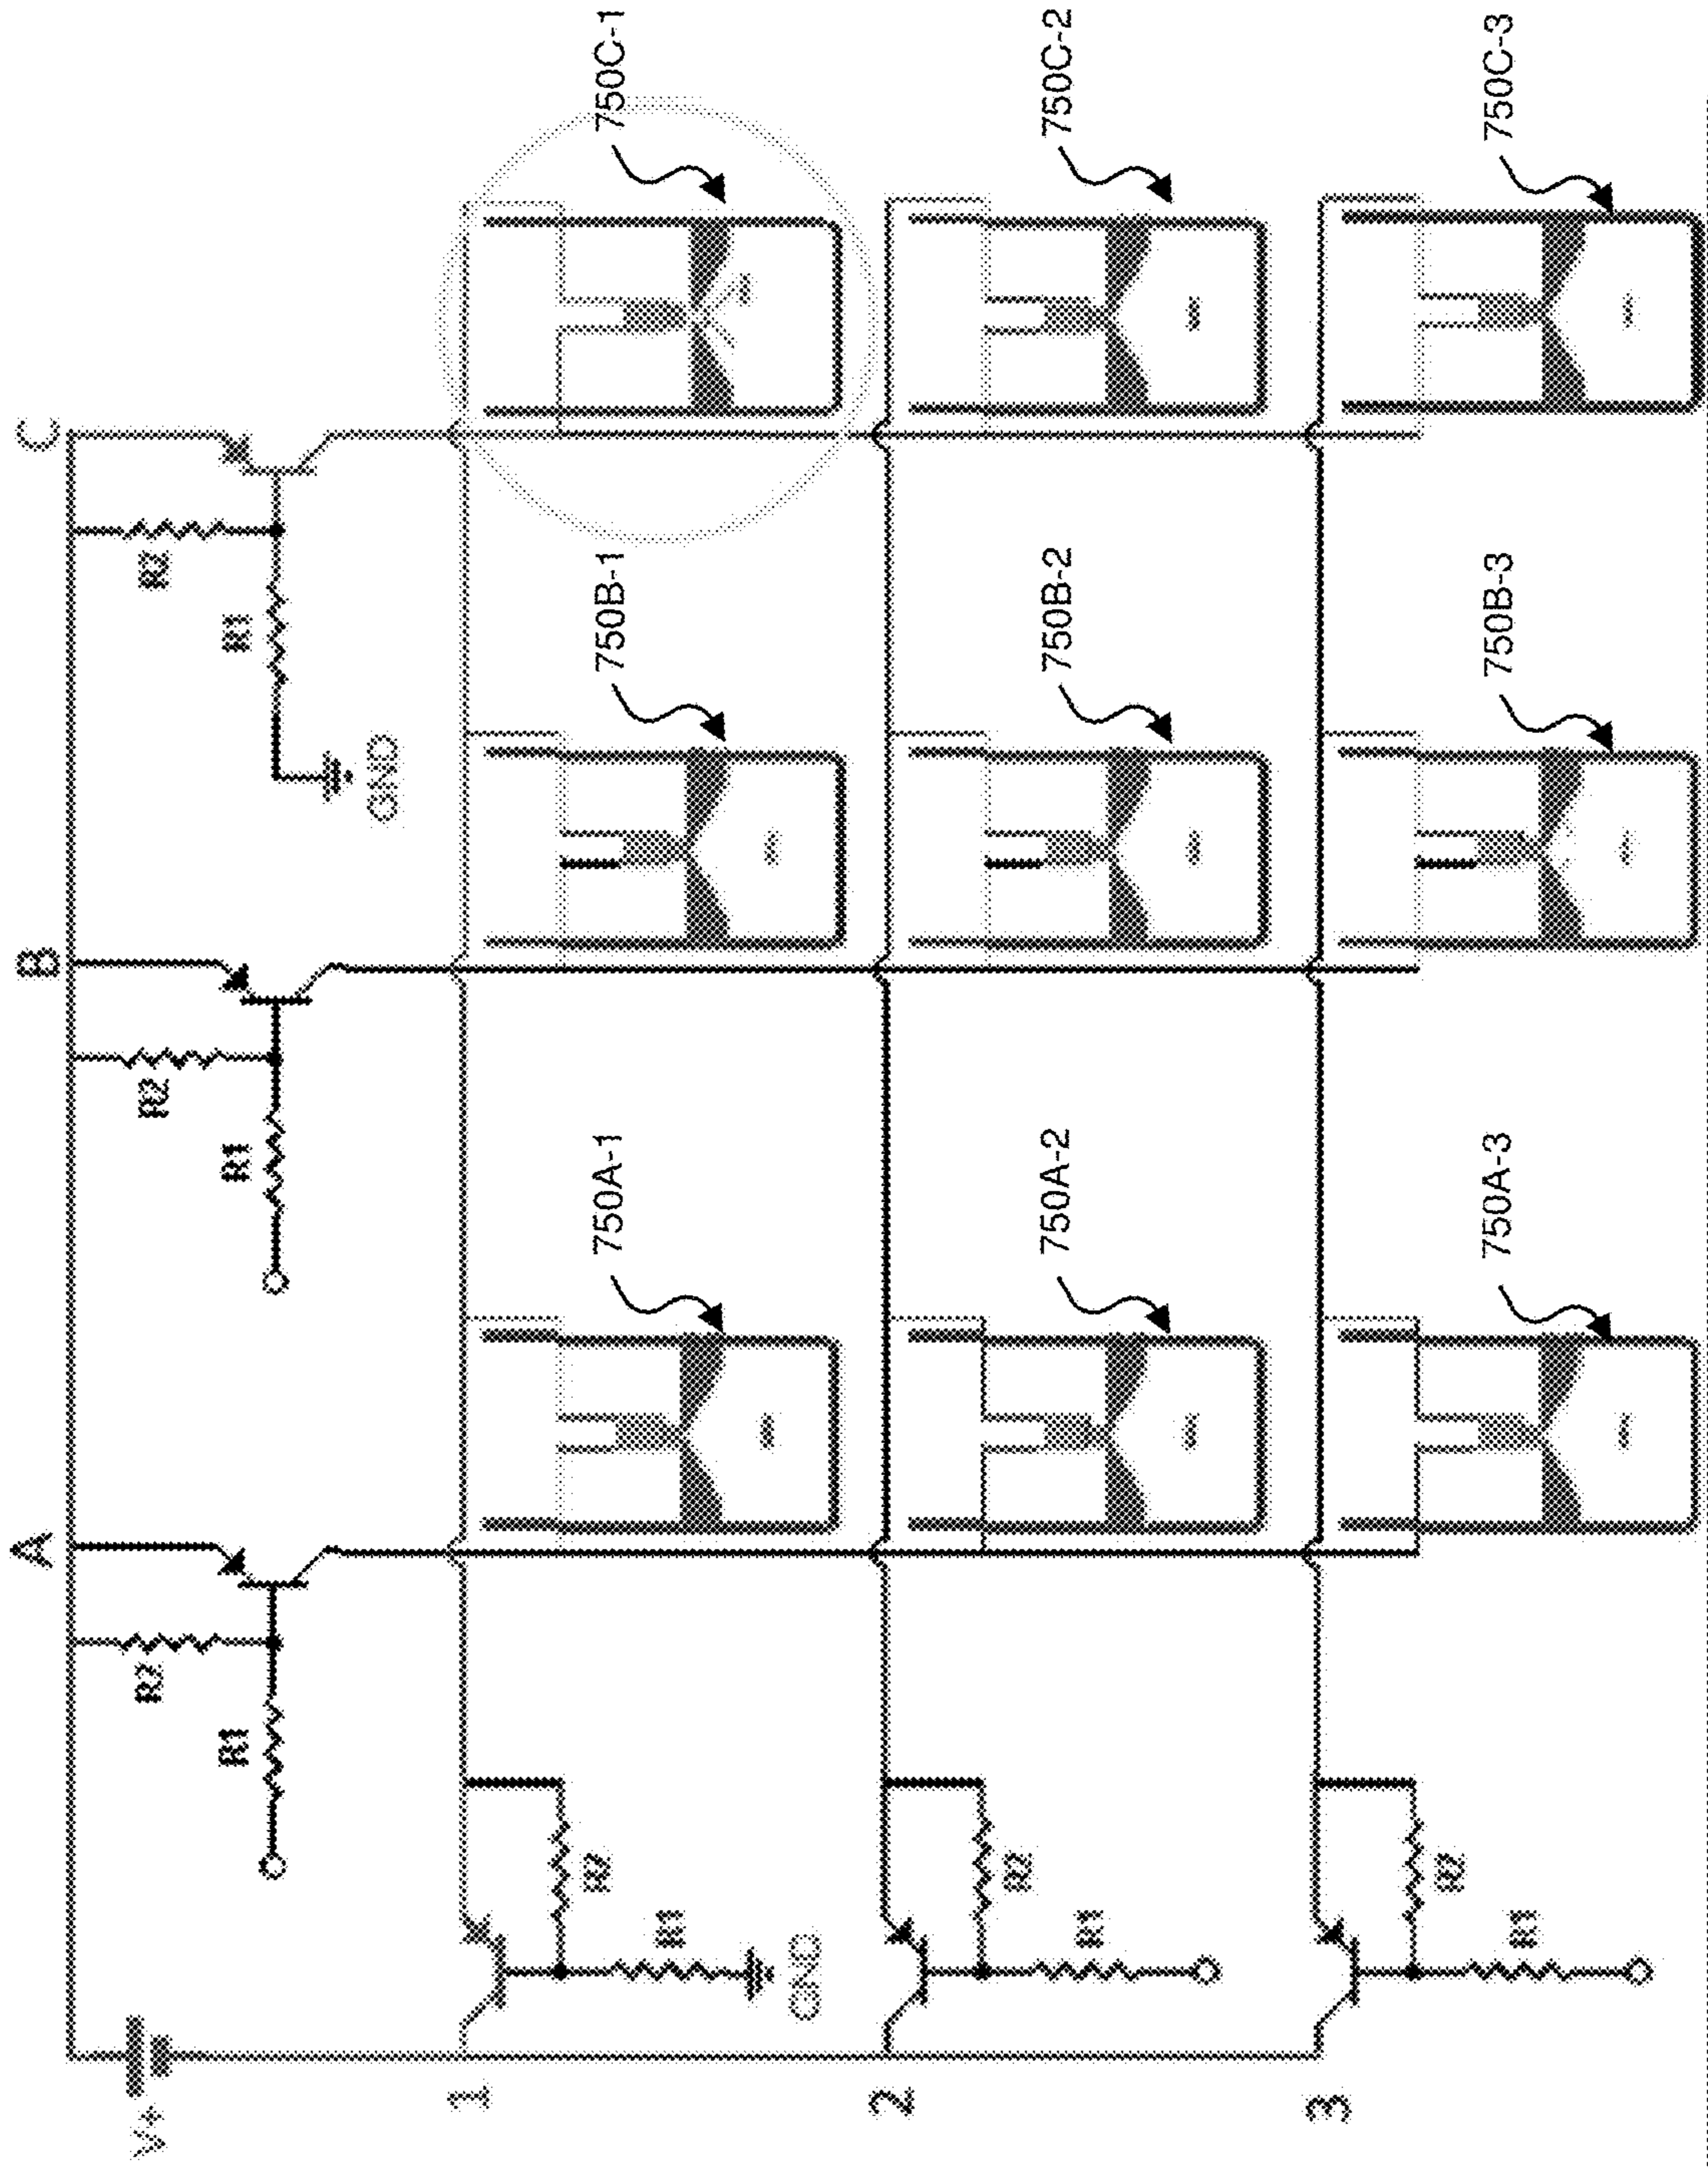 V+
A
B
C
R2
R1
R2
R1
R2
R1
GND
1
R2
R1
GND
750A-1
750B-1
750C-1
2
R2
R1
750A-2
750B-2
750C-2
3
R2
R1
750A-3
750B-3
750C-3